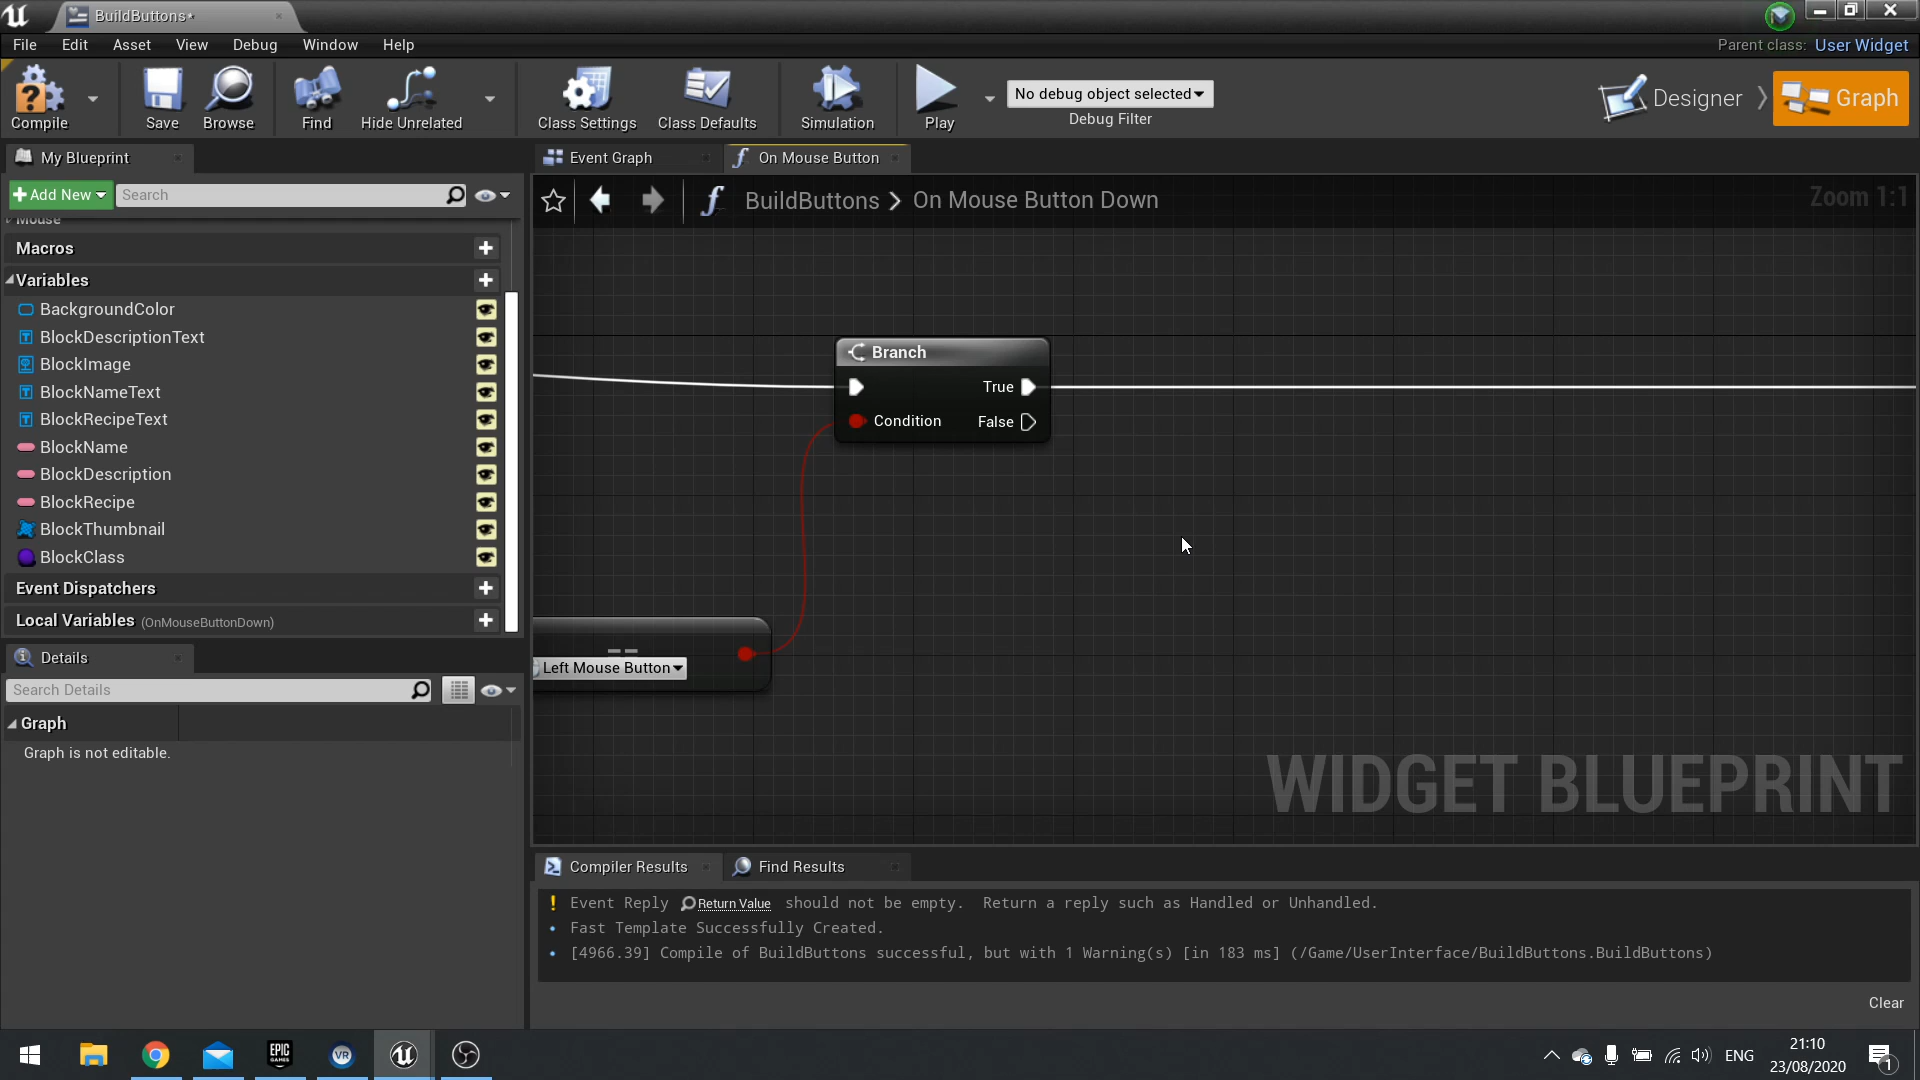 BuildButtons*
File Edit Asset View Debug Window Help
Parent class: User Widget
Compile
Save
Browse
Find
Hide Unrelated
Class Settings
Class Defaults
Simulation
Play
No debug object selected
Debug Filter
Designer
Graph
My Blueprint
Event Graph
On Mouse Button
Add New
Search
BuildButtons > On Mouse Button Down
Zoom 1:1
Mouse
Macros
Variables
BackgroundColor
BlockDescriptionText
BlockImage
BlockNameText
BlockRecipeText
BlockName
BlockDescription
BlockRecipe
BlockThumbnail
BlockClass
Event Dispatchers
Local Variables (OnMouseButtonDown)
Branch
True
Condition
False
==
Left Mouse Button
WIDGET BLUEPRINT
Details
Search Details
Graph
Graph is not editable.
Compiler Results
Find Results
Event Reply Return Value should not be empty. Return a reply such as Handled or Unhandled.
Fast Template Successfully Created.
[4966.39] Compile of BuildButtons successful, but with 1 Warning(s) [in 183 ms] (/Game/UserInterface/BuildButtons.BuildButtons)
Clear
EPIC
GAMES
VR
ENG
21:10
23/08/2020
1